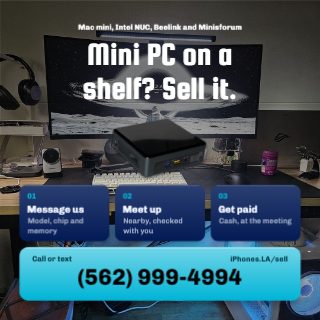 Mac mini, Intel NUC, Beelink and Minisforum
Mini PC on a
shelf? Sell it.
01
Message us
Model, chip and
memory
02
Meet up
Nearby, checked
with you
03
Get paid
Cash, at the meeting
Call or text
iPhones.LA/sell
(562) 999-4994